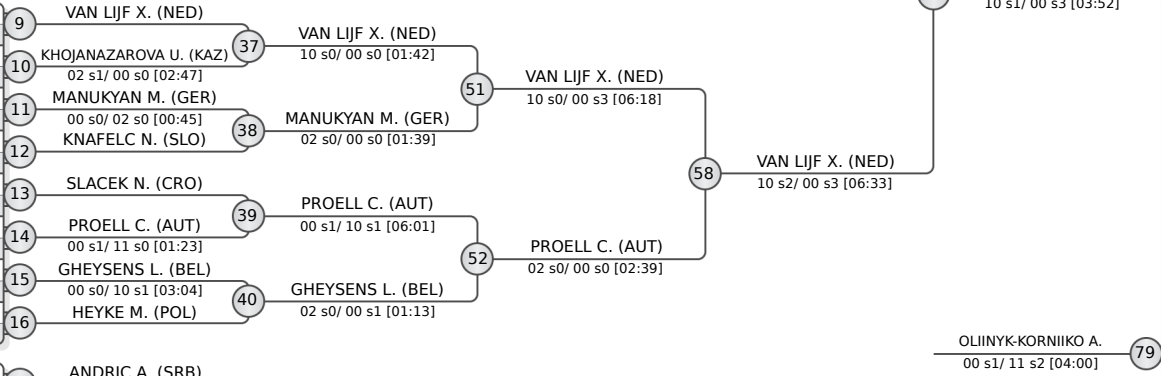 10 s1/ 00 s3 [03:52]
9
VAN LIJF X. (NED)
37
VAN LIJF X. (NED)
10 s0/ 00 s0 [01:42]
10
KHOJANAZAROVA U. (KAZ)
02 s1/ 00 s0 [02:47]
51
VAN LIJF X. (NED)
10 s0/ 00 s3 [06:18]
11
MANUKYAN M. (GER)
00 s0/ 02 s0 [00:45]
38
MANUKYAN M. (GER)
02 s0/ 00 s0 [01:39]
12
KNAFELC N. (SLO)
58
VAN LIJF X. (NED)
10 s2/ 00 s3 [06:33]
13
SLACEK N. (CRO)
39
PROELL C. (AUT)
00 s1/ 10 s1 [06:01]
14
PROELL C. (AUT)
00 s1/ 11 s0 [01:23]
52
PROELL C. (AUT)
02 s0/ 00 s0 [02:39]
15
GHEYSENS L. (BEL)
00 s0/ 10 s1 [03:04]
40
GHEYSENS L. (BEL)
02 s0/ 00 s1 [01:13]
16
HEYKE M. (POL)
OLIINYK-KORNIIKO A.
00 s1/ 11 s2 [04:00]
79
ANDRIC A. (SRB)